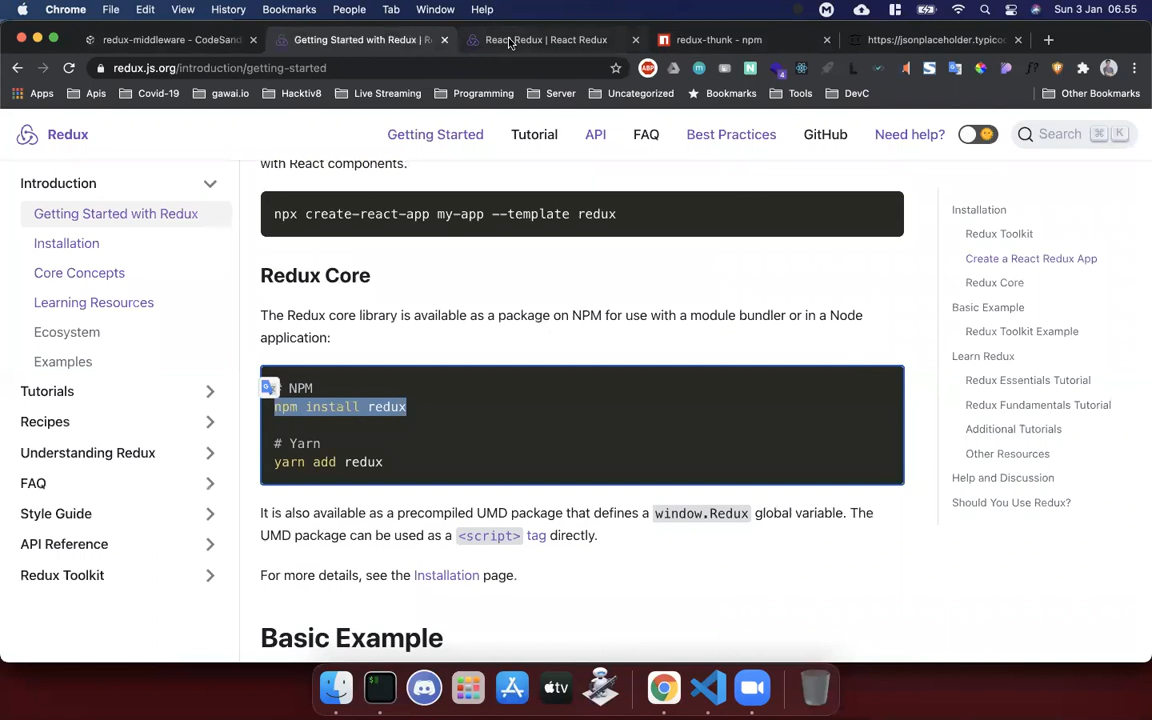 Chrome File Edit View History Bookmarks People Tab Window Help Sun 3 Jan 06.55
redux-middleware - CodeSand
Getting Started with Redux | R
React Redux | React Redux
redux-thunk - npm
https://jsonplaceholder.typico
redux.js.org/introduction/getting-started
ABP
4
Apps Apis Covid-19 gawai.io Hacktiv8 Live Streaming Programming Server Uncategorized Bookmarks Tools DevC Other Bookmarks
Redux
Getting Started Tutorial API FAQ Best Practices GitHub Need help? Search ⌘ K
Introduction
Getting Started with Redux
Installation
Core Concepts
Learning Resources
Ecosystem
Examples
Tutorials
Recipes
Understanding Redux
FAQ
Style Guide
API Reference
Redux Toolkit
with React components.
npx create-react-app my-app --template redux
Redux Core
The Redux core library is available as a package on NPM for use with a module bundler or in a Node
application:
NPM
npm install redux
# Yarn
yarn add redux
It is also available as a precompiled UMD package that defines a window.Redux global variable. The
UMD package can be used as a <script> tag directly.
For more details, see the Installation page.
Basic Example
Installation
Redux Toolkit
Create a React Redux App
Redux Core
Basic Example
Redux Toolkit Example
Learn Redux
Redux Essentials Tutorial
Redux Fundamentals Tutorial
Additional Tutorials
Other Resources
Help and Discussion
Should You Use Redux?
tv